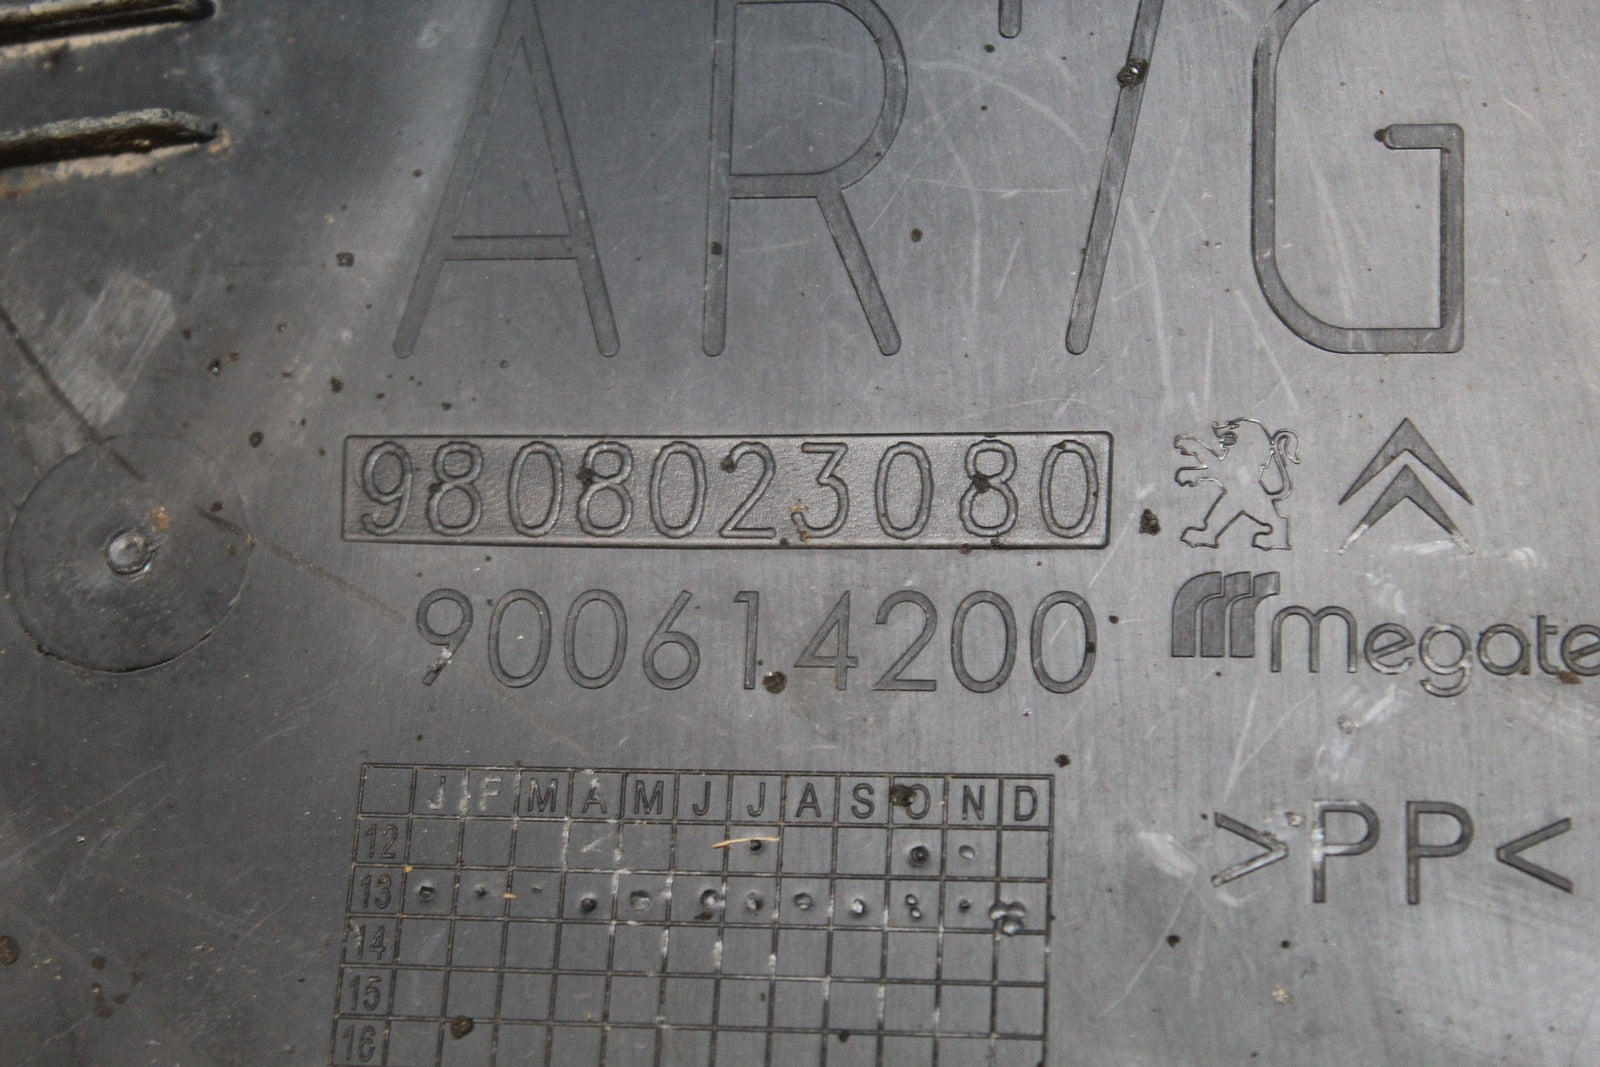 AR'/G
9808023080
900614200
megate
>PP<
J F M A M J J A S O N D
12
13
14
15
16